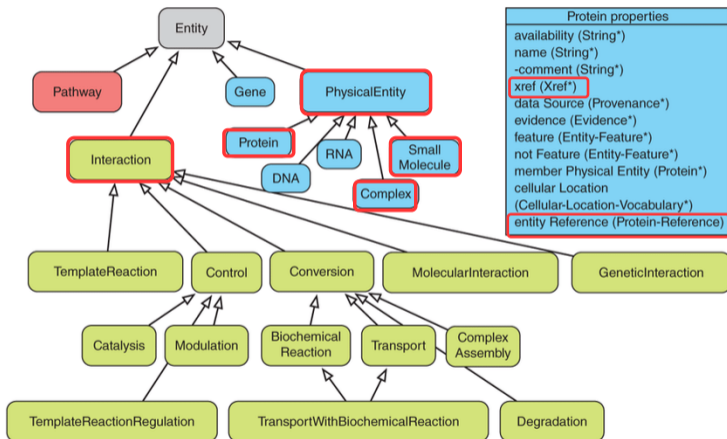 Entity
Protein properties
availability (String*)
name (String*)
-comment (String*)
xref (Xref*)
data Source (Provenance*)
evidence (Evidence*)
feature (Entity-Feature*)
not Feature (Entity-Feature*)
member Physical Entity (Protein*)
cellular Location
(Cellular-Location-Vocabulary*)
entity Reference (Protein-Reference)
Pathway
Gene
PhysicalEntity
Interaction
Protein
DNA
RNA
Complex
Small
Molecule
TemplateReaction
Control
Conversion
MolecularInteraction
GeneticInteraction
Catalysis
Modulation
Biochemical
Reaction
Transport
Complex
Assembly
TemplateReactionRegulation
TransportWithBiochemicalReaction
Degradation